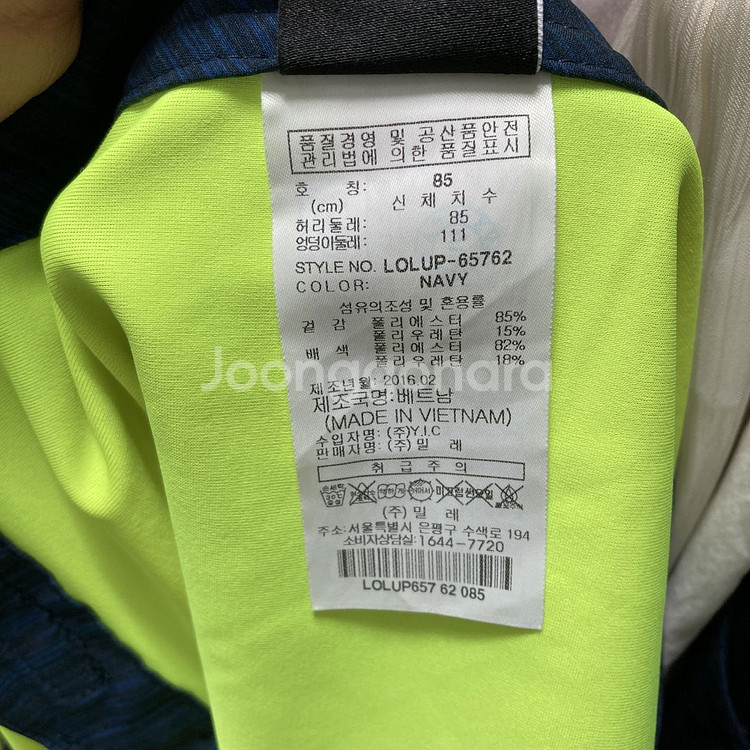 품질경영 및 공산품안전
관리법에 의한 품질표시
호 칭: 85
(cm) 신체치수
허리둘레: 85
엉덩이둘레: 111
STYLE NO. LOLUP-65762
COLOR: NAVY
섬유의조성 및 혼용률
겉 감 폴리에스터 85%
폴리우레탄 15%
배 색 폴리에스터 82%
폴리우레탄 18%
Joonggonara
제조년월: 2016.02
제조국명: 베트남
(MADE IN VIETNAM)
수입자명: (주)Y.I.C
판매자명: (주)밀 레
취급주의
손세탁
30℃
(주) 밀 레
주소: 서울특별시 은평구 수색로 194
소비자상담실: 1644-7720
LOLUP657 62 085